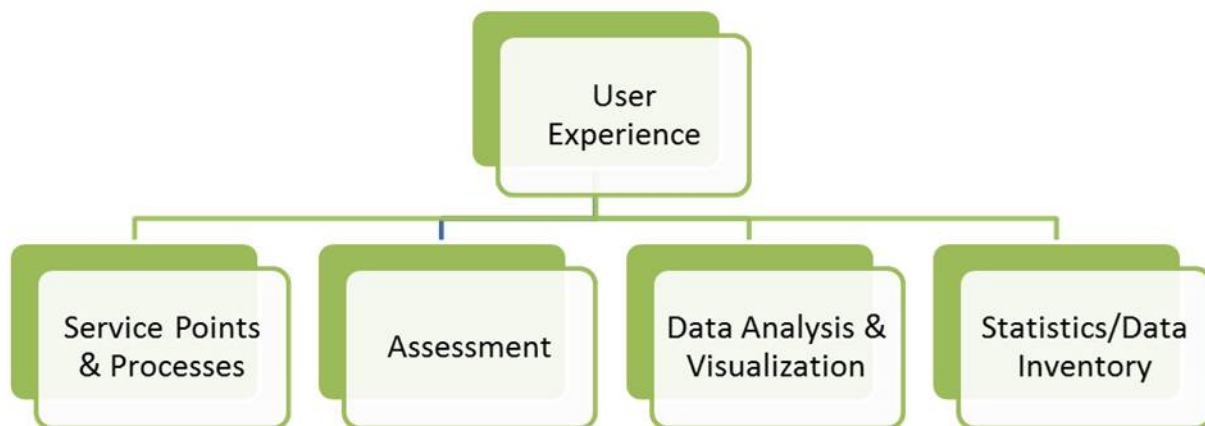 User
Experience
Service Points
& Processes
Assessment
Data Analysis &
Visualization
Statistics/Data
Inventory